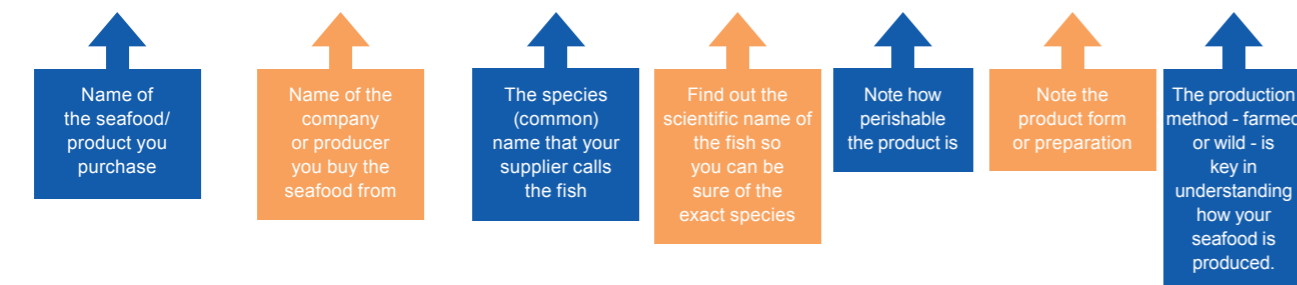 Name of
the seafood/
product you
purchase
Name of the
company
or producer
you buy the
seafood from
The species
(common)
name that your
supplier calls
the fish
Find out the
scientific name of
the fish so
you can be
sure of the
exact species
Note how
perishable
the product is
Note the
product form
or preparation
The production
method - farmed
or wild - is
key in
understanding
how your
seafood is
produced.